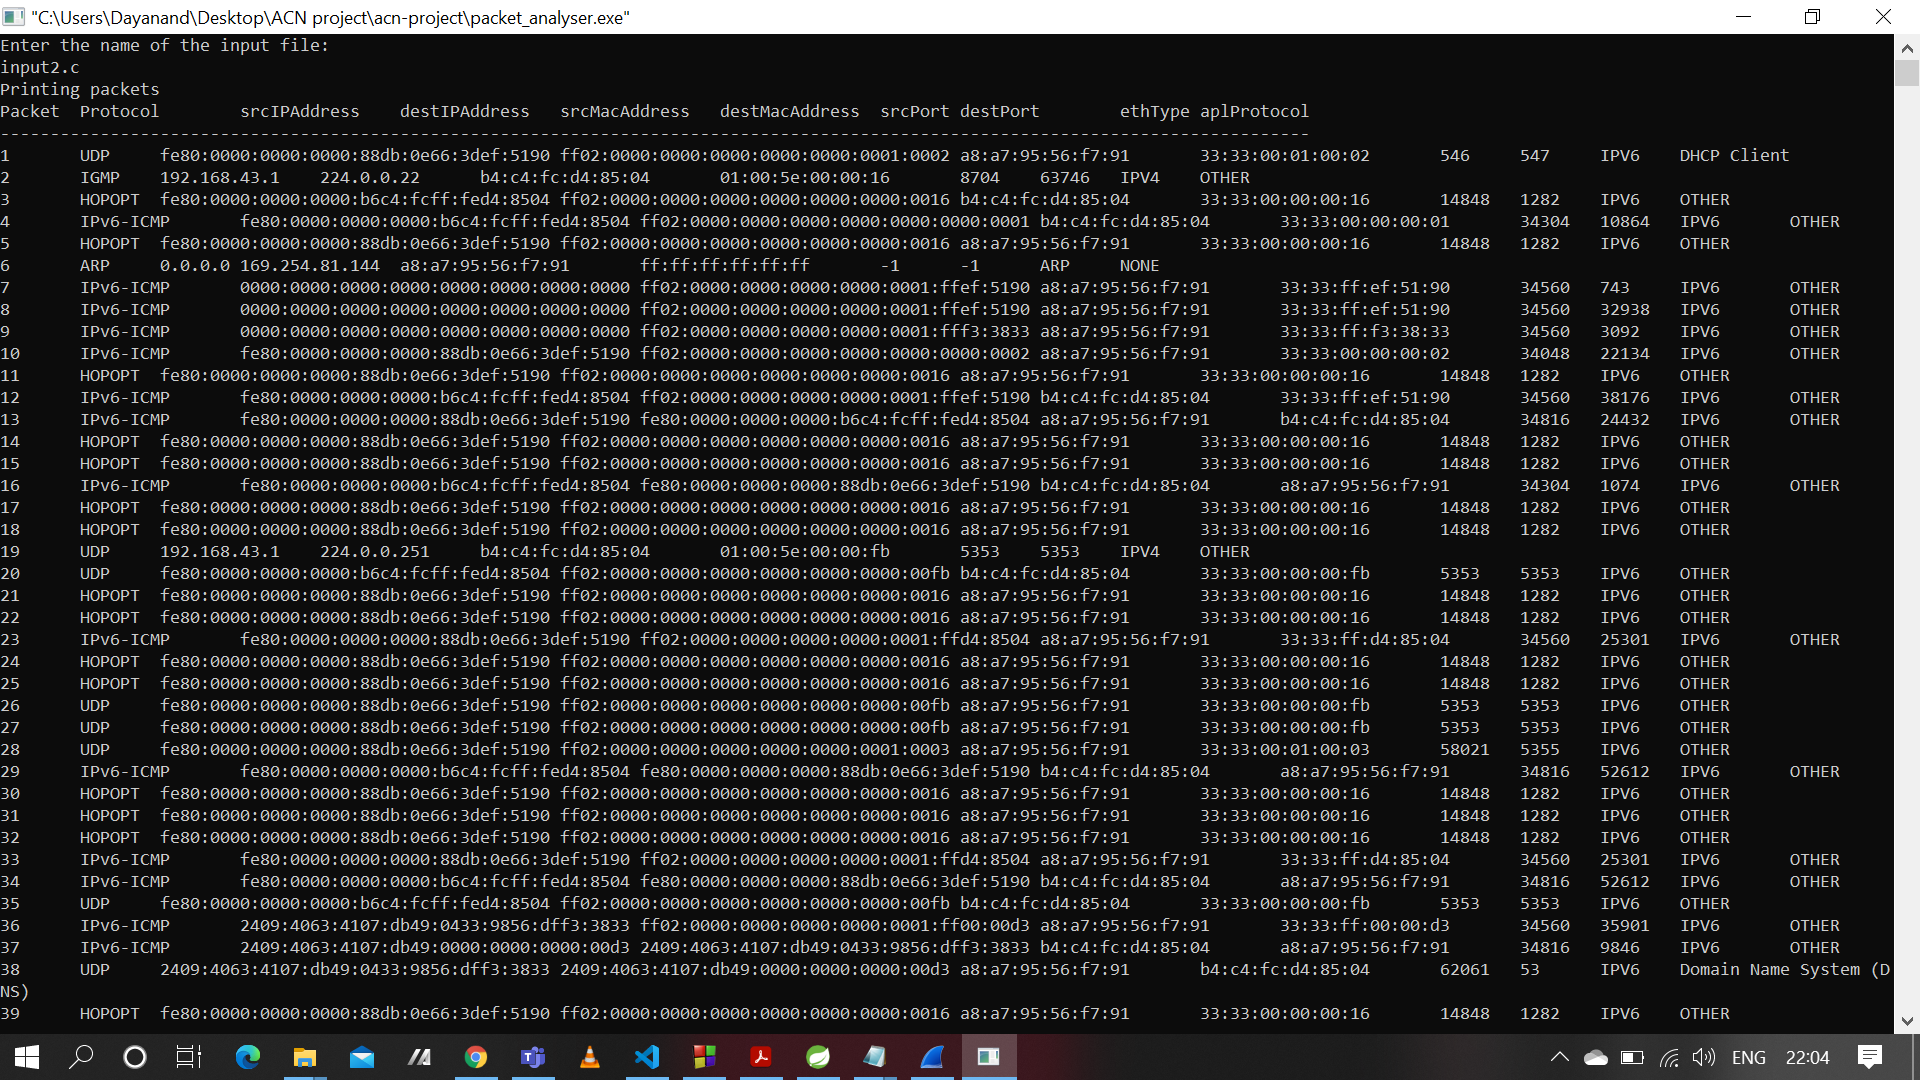 "C:\Users\Dayanand\Desktop\ACN project\acn-project\packet_analyser.exe"
Enter the name of the input file:
input2.c
Printing packets
Packet Protocol srcIPAddress destIPAddress srcMacAddress destMacAddress srcPort destPort ethType aplProtocol
-----------------------------------------------------------------------------------------------------------------------------------
1 UDP fe80:0000:0000:0000:88db:0e66:3def:5190 ff02:0000:0000:0000:0000:0000:0001:0002 a8:a7:95:56:f7:91 33:33:00:01:00:02 546 547 IPV6 DHCP Client
2 IGMP 192.168.43.1 224.0.0.22 b4:c4:fc:d4:85:04 01:00:5e:00:00:16 8704 63746 IPV4 OTHER
3 HOPOPT fe80:0000:0000:0000:b6c4:fcff:fed4:8504 ff02:0000:0000:0000:0000:0000:0000:0016 b4:c4:fc:d4:85:04 33:33:00:00:00:16 14848 1282 IPV6 OTHER
4 IPv6-ICMP fe80:0000:0000:0000:b6c4:fcff:fed4:8504 ff02:0000:0000:0000:0000:0000:0000:0001 b4:c4:fc:d4:85:04 33:33:00:00:00:01 34304 10864 IPV6 OTHER
5 HOPOPT fe80:0000:0000:0000:88db:0e66:3def:5190 ff02:0000:0000:0000:0000:0000:0000:0016 a8:a7:95:56:f7:91 33:33:00:00:00:16 14848 1282 IPV6 OTHER
6 ARP 0.0.0.0 169.254.81.144 a8:a7:95:56:f7:91 ff:ff:ff:ff:ff:ff -1 -1 ARP NONE
7 IPv6-ICMP 0000:0000:0000:0000:0000:0000:0000:0000 ff02:0000:0000:0000:0000:0001:ffef:5190 a8:a7:95:56:f7:91 33:33:ff:ef:51:90 34560 743 IPV6 OTHER
8 IPv6-ICMP 0000:0000:0000:0000:0000:0000:0000:0000 ff02:0000:0000:0000:0000:0001:ffef:5190 a8:a7:95:56:f7:91 33:33:ff:ef:51:90 34560 32938 IPV6 OTHER
9 IPv6-ICMP 0000:0000:0000:0000:0000:0000:0000:0000 ff02:0000:0000:0000:0000:0001:fff3:3833 a8:a7:95:56:f7:91 33:33:ff:f3:38:33 34560 3092 IPV6 OTHER
10 IPv6-ICMP fe80:0000:0000:0000:88db:0e66:3def:5190 ff02:0000:0000:0000:0000:0000:0000:0002 a8:a7:95:56:f7:91 33:33:00:00:00:02 34048 22134 IPV6 OTHER
11 HOPOPT fe80:0000:0000:0000:88db:0e66:3def:5190 ff02:0000:0000:0000:0000:0000:0000:0016 a8:a7:95:56:f7:91 33:33:00:00:00:16 14848 1282 IPV6 OTHER
12 IPv6-ICMP fe80:0000:0000:0000:b6c4:fcff:fed4:8504 ff02:0000:0000:0000:0000:0001:ffef:5190 b4:c4:fc:d4:85:04 33:33:ff:ef:51:90 34560 38176 IPV6 OTHER
13 IPv6-ICMP fe80:0000:0000:0000:88db:0e66:3def:5190 fe80:0000:0000:0000:b6c4:fcff:fed4:8504 a8:a7:95:56:f7:91 b4:c4:fc:d4:85:04 34816 24432 IPV6 OTHER
14 HOPOPT fe80:0000:0000:0000:88db:0e66:3def:5190 ff02:0000:0000:0000:0000:0000:0000:0016 a8:a7:95:56:f7:91 33:33:00:00:00:16 14848 1282 IPV6 OTHER
15 HOPOPT fe80:0000:0000:0000:88db:0e66:3def:5190 ff02:0000:0000:0000:0000:0000:0000:0016 a8:a7:95:56:f7:91 33:33:00:00:00:16 14848 1282 IPV6 OTHER
16 IPv6-ICMP fe80:0000:0000:0000:b6c4:fcff:fed4:8504 fe80:0000:0000:0000:88db:0e66:3def:5190 b4:c4:fc:d4:85:04 a8:a7:95:56:f7:91 34304 1074 IPV6 OTHER
17 HOPOPT fe80:0000:0000:0000:88db:0e66:3def:5190 ff02:0000:0000:0000:0000:0000:0000:0016 a8:a7:95:56:f7:91 33:33:00:00:00:16 14848 1282 IPV6 OTHER
18 HOPOPT fe80:0000:0000:0000:88db:0e66:3def:5190 ff02:0000:0000:0000:0000:0000:0000:0016 a8:a7:95:56:f7:91 33:33:00:00:00:16 14848 1282 IPV6 OTHER
19 UDP 192.168.43.1 224.0.0.251 b4:c4:fc:d4:85:04 01:00:5e:00:00:fb 5353 5353 IPV4 OTHER
20 UDP fe80:0000:0000:0000:b6c4:fcff:fed4:8504 ff02:0000:0000:0000:0000:0000:0000:00fb b4:c4:fc:d4:85:04 33:33:00:00:00:fb 5353 5353 IPV6 OTHER
21 HOPOPT fe80:0000:0000:0000:88db:0e66:3def:5190 ff02:0000:0000:0000:0000:0000:0000:0016 a8:a7:95:56:f7:91 33:33:00:00:00:16 14848 1282 IPV6 OTHER
22 HOPOPT fe80:0000:0000:0000:88db:0e66:3def:5190 ff02:0000:0000:0000:0000:0000:0000:0016 a8:a7:95:56:f7:91 33:33:00:00:00:16 14848 1282 IPV6 OTHER
23 IPv6-ICMP fe80:0000:0000:0000:88db:0e66:3def:5190 ff02:0000:0000:0000:0000:0001:ffd4:8504 a8:a7:95:56:f7:91 33:33:ff:d4:85:04 34560 25301 IPV6 OTHER
24 HOPOPT fe80:0000:0000:0000:88db:0e66:3def:5190 ff02:0000:0000:0000:0000:0000:0000:0016 a8:a7:95:56:f7:91 33:33:00:00:00:16 14848 1282 IPV6 OTHER
25 HOPOPT fe80:0000:0000:0000:88db:0e66:3def:5190 ff02:0000:0000:0000:0000:0000:0000:0016 a8:a7:95:56:f7:91 33:33:00:00:00:16 14848 1282 IPV6 OTHER
26 UDP fe80:0000:0000:0000:88db:0e66:3def:5190 ff02:0000:0000:0000:0000:0000:0000:00fb a8:a7:95:56:f7:91 33:33:00:00:00:fb 5353 5353 IPV6 OTHER
27 UDP fe80:0000:0000:0000:88db:0e66:3def:5190 ff02:0000:0000:0000:0000:0000:0000:00fb a8:a7:95:56:f7:91 33:33:00:00:00:fb 5353 5353 IPV6 OTHER
28 UDP fe80:0000:0000:0000:88db:0e66:3def:5190 ff02:0000:0000:0000:0000:0000:0001:0003 a8:a7:95:56:f7:91 33:33:00:01:00:03 58021 5355 IPV6 OTHER
29 IPv6-ICMP fe80:0000:0000:0000:b6c4:fcff:fed4:8504 fe80:0000:0000:0000:88db:0e66:3def:5190 b4:c4:fc:d4:85:04 a8:a7:95:56:f7:91 34816 52612 IPV6 OTHER
30 HOPOPT fe80:0000:0000:0000:88db:0e66:3def:5190 ff02:0000:0000:0000:0000:0000:0000:0016 a8:a7:95:56:f7:91 33:33:00:00:00:16 14848 1282 IPV6 OTHER
31 HOPOPT fe80:0000:0000:0000:88db:0e66:3def:5190 ff02:0000:0000:0000:0000:0000:0000:0016 a8:a7:95:56:f7:91 33:33:00:00:00:16 14848 1282 IPV6 OTHER
32 HOPOPT fe80:0000:0000:0000:88db:0e66:3def:5190 ff02:0000:0000:0000:0000:0000:0000:0016 a8:a7:95:56:f7:91 33:33:00:00:00:16 14848 1282 IPV6 OTHER
33 IPv6-ICMP fe80:0000:0000:0000:88db:0e66:3def:5190 ff02:0000:0000:0000:0000:0001:ffd4:8504 a8:a7:95:56:f7:91 33:33:ff:d4:85:04 34560 25301 IPV6 OTHER
34 IPv6-ICMP fe80:0000:0000:0000:b6c4:fcff:fed4:8504 fe80:0000:0000:0000:88db:0e66:3def:5190 b4:c4:fc:d4:85:04 a8:a7:95:56:f7:91 34816 52612 IPV6 OTHER
35 UDP fe80:0000:0000:0000:b6c4:fcff:fed4:8504 ff02:0000:0000:0000:0000:0000:0000:00fb b4:c4:fc:d4:85:04 33:33:00:00:00:fb 5353 5353 IPV6 OTHER
36 IPv6-ICMP 2409:4063:4107:db49:0433:9856:dff3:3833 ff02:0000:0000:0000:0000:0001:ff00:00d3 a8:a7:95:56:f7:91 33:33:ff:00:00:d3 34560 35901 IPV6 OTHER
37 IPv6-ICMP 2409:4063:4107:db49:0000:0000:0000:00d3 2409:4063:4107:db49:0433:9856:dff3:3833 b4:c4:fc:d4:85:04 a8:a7:95:56:f7:91 34816 9846 IPV6 OTHER
38 UDP 2409:4063:4107:db49:0433:9856:dff3:3833 2409:4063:4107:db49:0000:0000:0000:00d3 a8:a7:95:56:f7:91 b4:c4:fc:d4:85:04 62061 53 IPV6 Domain Name System (D
NS)
39 HOPOPT fe80:0000:0000:0000:88db:0e66:3def:5190 ff02:0000:0000:0000:0000:0000:0000:0016 a8:a7:95:56:f7:91 33:33:00:00:00:16 14848 1282 IPV6 OTHER
ENG 22:04